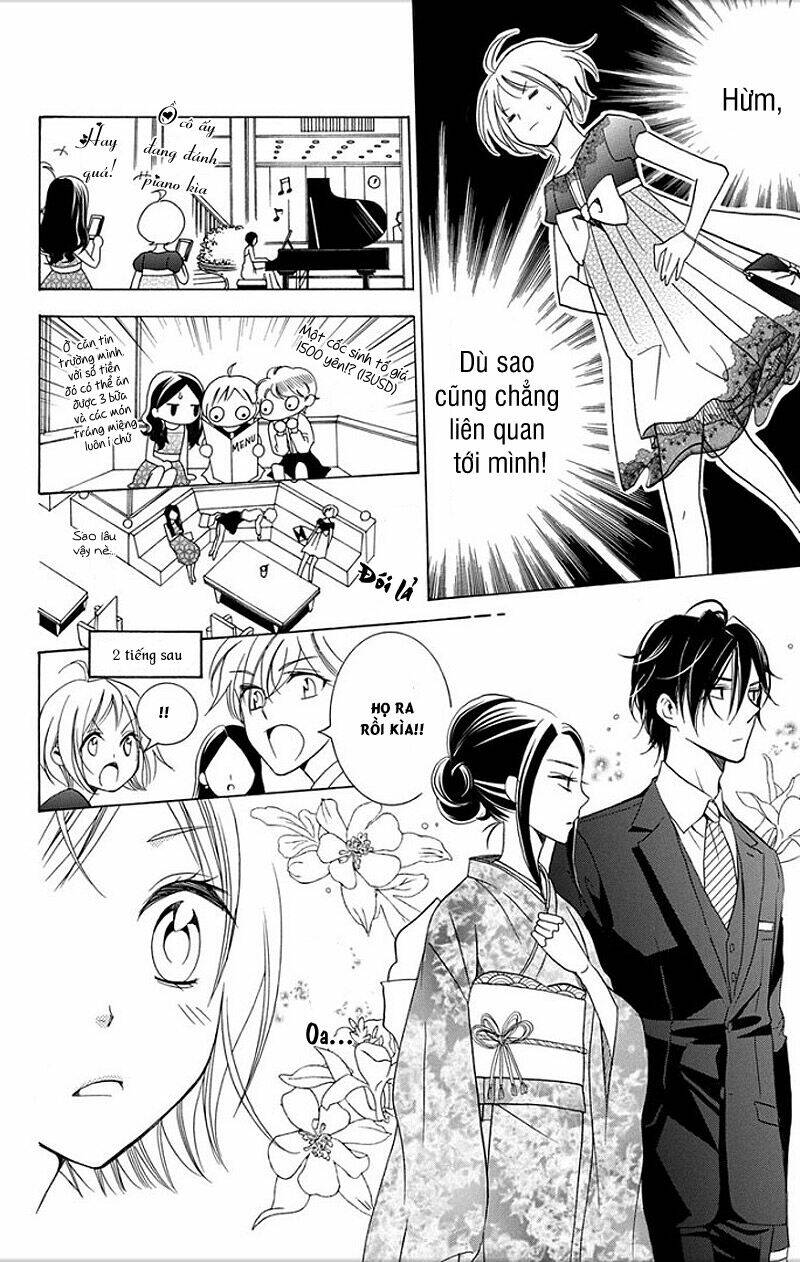 Hừm,
Dù sao
cũng chẳng
liên quan
tới mình!
Ồ cô ấy
đang đánh
piano kìa
Hay
quá!
Một cốc sinh tố giá
1500 yên!? (13USD)
MENU
Ở căn tin
trường mình
với số tiền
đó có thể ăn
được 3 bữa
và các món
tráng miệng
luôn í chứ
Sao lâu
vậy nè...
Đói lả
2 tiếng sau
HỌ RA
RỒI KÌA!!
!!
Oa...